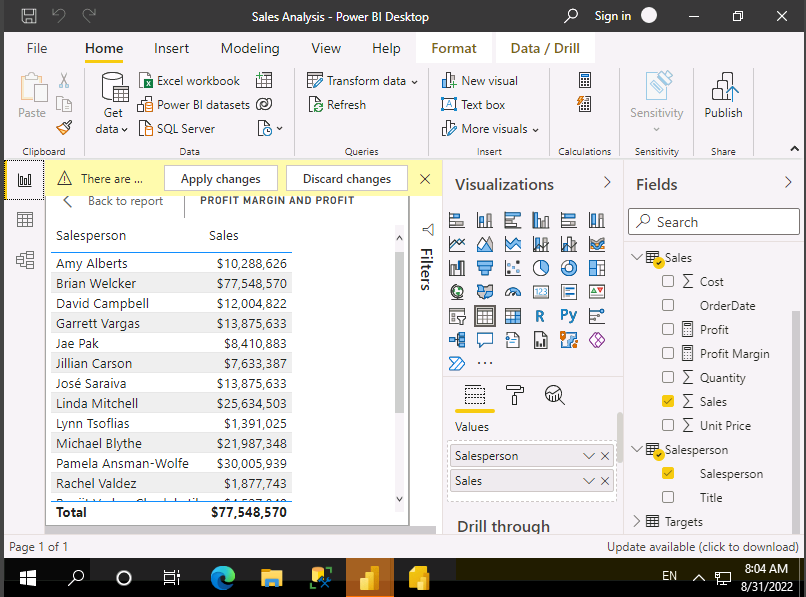 Sales Analysis - Power BI Desktop
Sign in
File Home Insert Modeling View Help Format Data / Drill
Paste
Get data
Excel workbook
Power BI datasets
SQL Server
Transform data
Refresh
New visual
Text box
More visuals
Sensitivity
Publish
Clipboard Data Queries Insert Calculations Sensitivity Share
There are ... Apply changes Discard changes
Back to report PROFIT MARGIN AND PROFIT
Salesperson Sales
Amy Alberts $10,288,626
Brian Welcker $77,548,570
David Campbell $12,004,822
Garrett Vargas $13,875,633
Jae Pak $8,410,883
Jillian Carson $7,633,387
José Saraiva $13,875,633
Linda Mitchell $25,634,503
Lynn Tsoflias $1,391,025
Michael Blythe $21,987,348
Pamela Ansman-Wolfe $30,005,939
Rachel Valdez $1,877,743
Total $77,548,570
Filters
Visualizations
123
R Py
Values
Salesperson
Sales
Drill through
Fields
Search
Sales
Cost
OrderDate
Profit
Profit Margin
Quantity
Sales
Unit Price
Salesperson
Salesperson
Title
Targets
Page 1 of 1
Update available (click to download)
EN
8:04 AM
8/31/2022